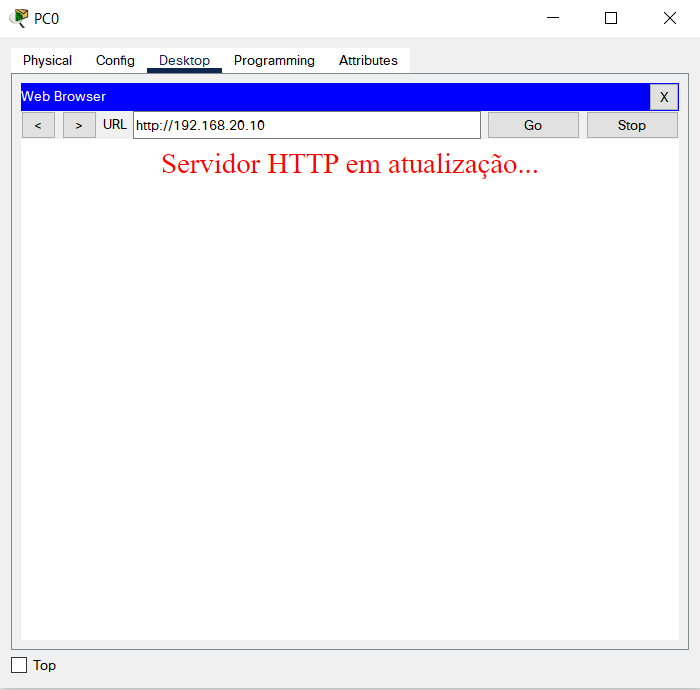 PC0
Physical Config Desktop Programming Attributes
Web Browser X
< > URL http://192.168.20.10 Go Stop
Servidor HTTP em atualização...
Top